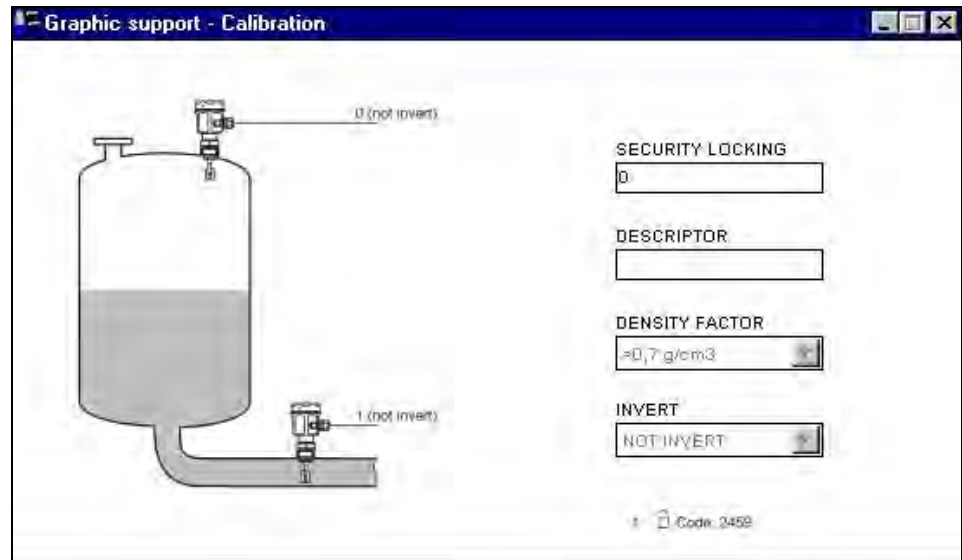 Graphic support - Calibration
0 (not invert)
SECURITY LOCKING
0
DESCRIPTOR
DENSITY FACTOR
>0,7 g/cm3
INVERT
1 (not invert)
NOT INVERT
Code: 2459